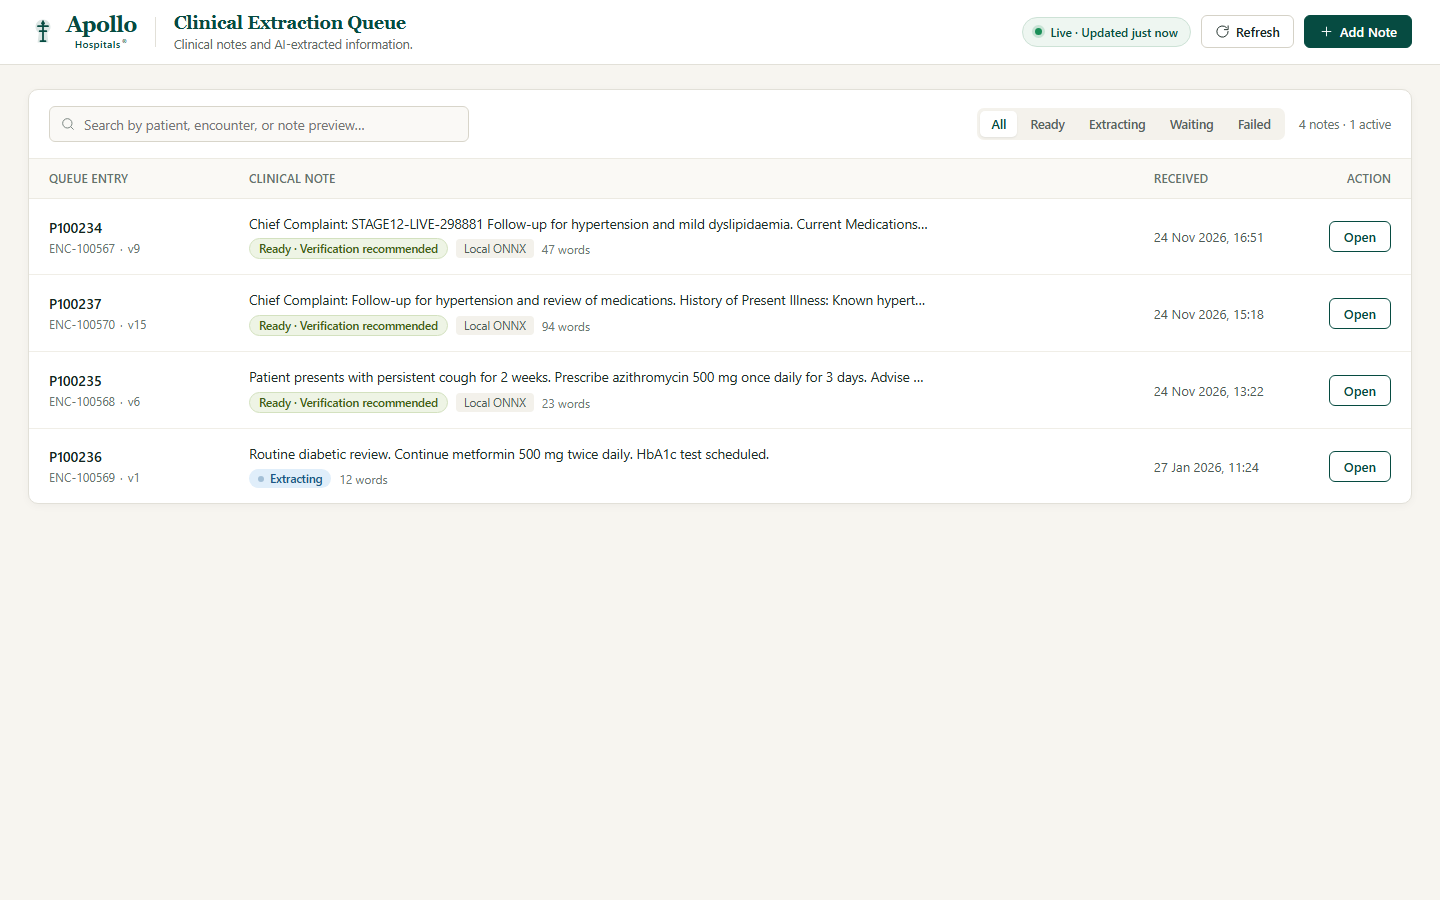 Apollo
Hospitals®
Clinical Extraction Queue
Clinical notes and AI-extracted information.
Live · Updated just now
Refresh
+ Add Note
Search by patient, encounter, or note preview...
All Ready Extracting Waiting Failed
4 notes · 1 active
QUEUE ENTRY CLINICAL NOTE RECEIVED ACTION
P100234
ENC-100567 · v9
Chief Complaint: STAGE12-LIVE-298881 Follow-up for hypertension and mild dyslipidaemia. Current Medications...
Ready · Verification recommended Local ONNX 47 words
24 Nov 2026, 16:51
Open
P100237
ENC-100570 · v15
Chief Complaint: Follow-up for hypertension and review of medications. History of Present Illness: Known hypert...
Ready · Verification recommended Local ONNX 94 words
24 Nov 2026, 15:18
Open
P100235
ENC-100568 · v6
Patient presents with persistent cough for 2 weeks. Prescribe azithromycin 500 mg once daily for 3 days. Advise ...
Ready · Verification recommended Local ONNX 23 words
24 Nov 2026, 13:22
Open
P100236
ENC-100569 · v1
Routine diabetic review. Continue metformin 500 mg twice daily. HbA1c test scheduled.
Extracting 12 words
27 Jan 2026, 11:24
Open